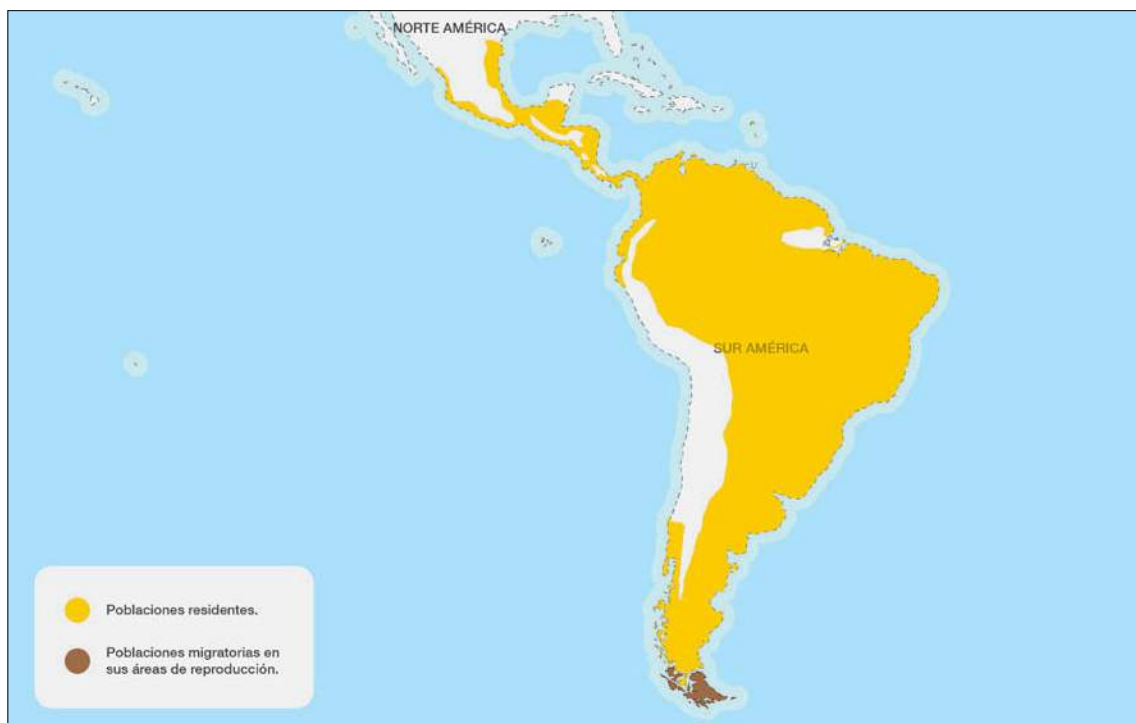 NORTE AMÉRICA
SUR AMÉRICA
Poblaciones residentes.
Poblaciones migratorias en
sus áreas de reproducción.